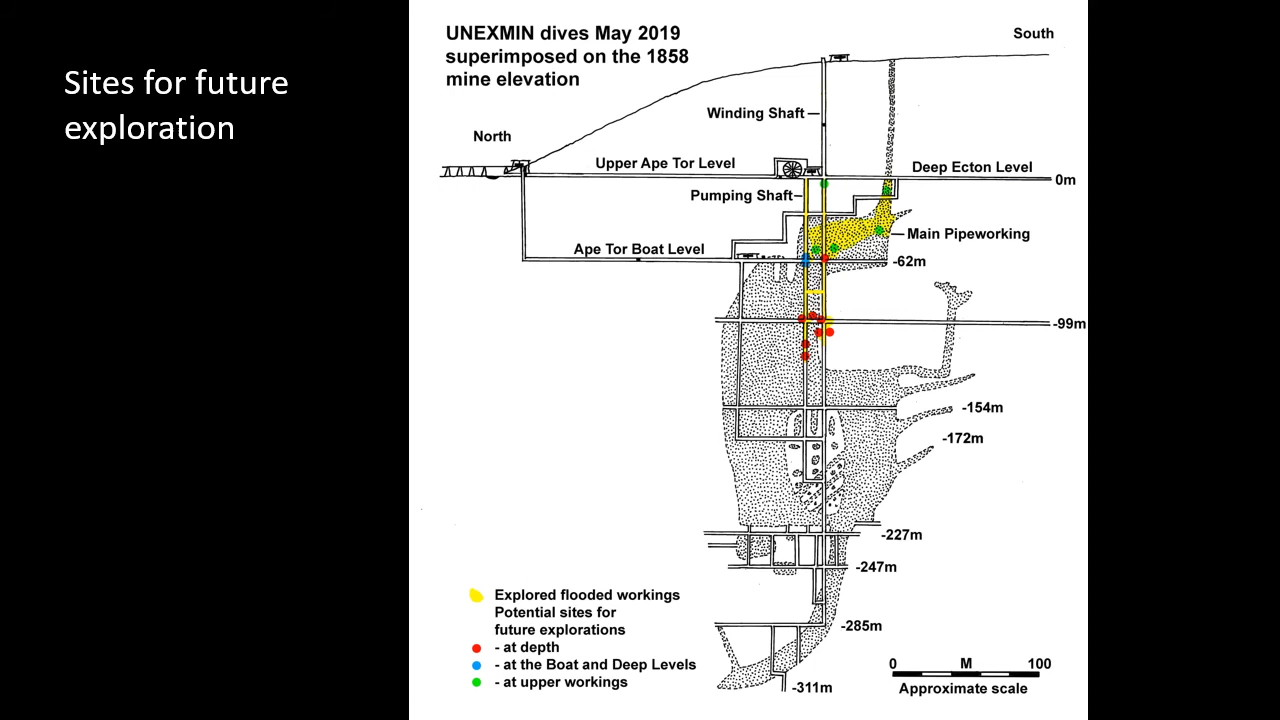 Sites for future
exploration
UNEXMIN dives May 2019
superimposed on the 1858
mine elevation
South
Winding Shaft
North
Upper Ape Tor Level
Deep Ecton Level
0m
Pumping Shaft
Main Pipeworking
Ape Tor Boat Level
-62m
-99m
-154m
-172m
-227m
-247m
Explored flooded workings
Potential sites for
future explorations
- at depth
- at the Boat and Deep Levels
- at upper workings
-285m
0 M 100
Approximate scale
-311m